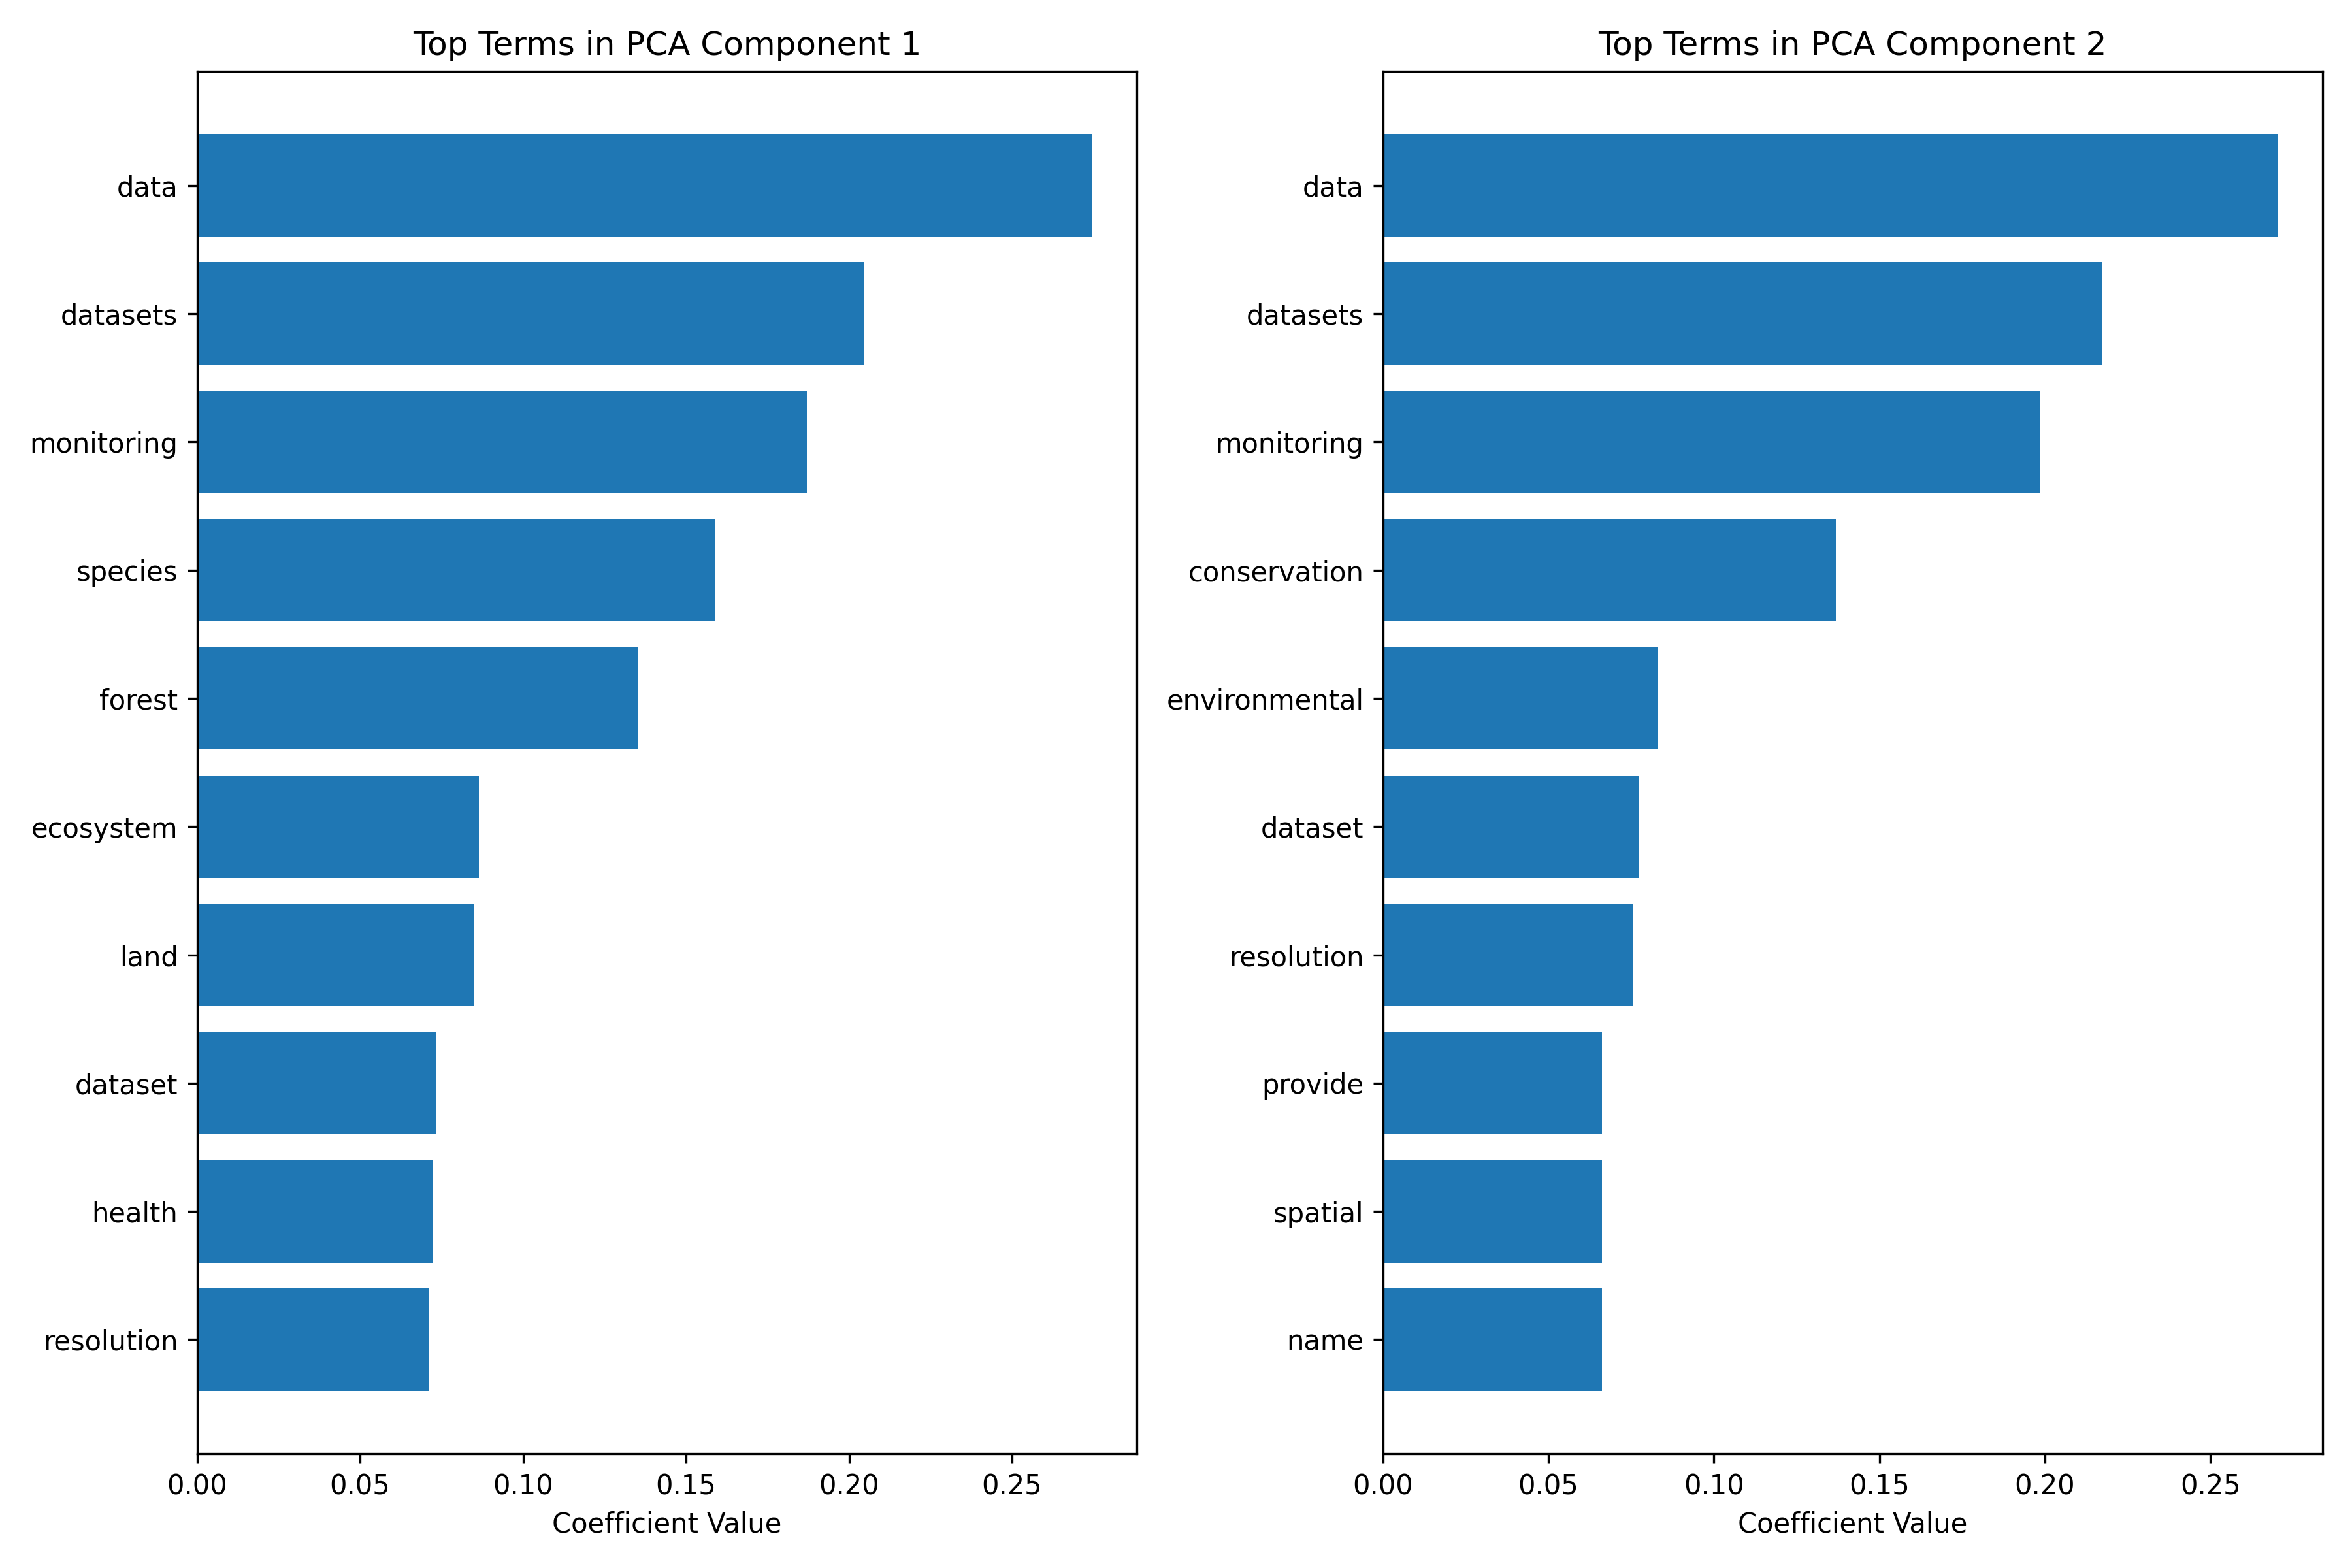 Top Terms in PCA Component 1
data
datasets
monitoring
species
forest
ecosystem
land
dataset
health
resolution
0.00 0.05 0.10 0.15 0.20 0.25
Coefficient Value
Top Terms in PCA Component 2
data
datasets
monitoring
conservation
environmental
dataset
resolution
provide
spatial
name
0.00 0.05 0.10 0.15 0.20 0.25
Coefficient Value